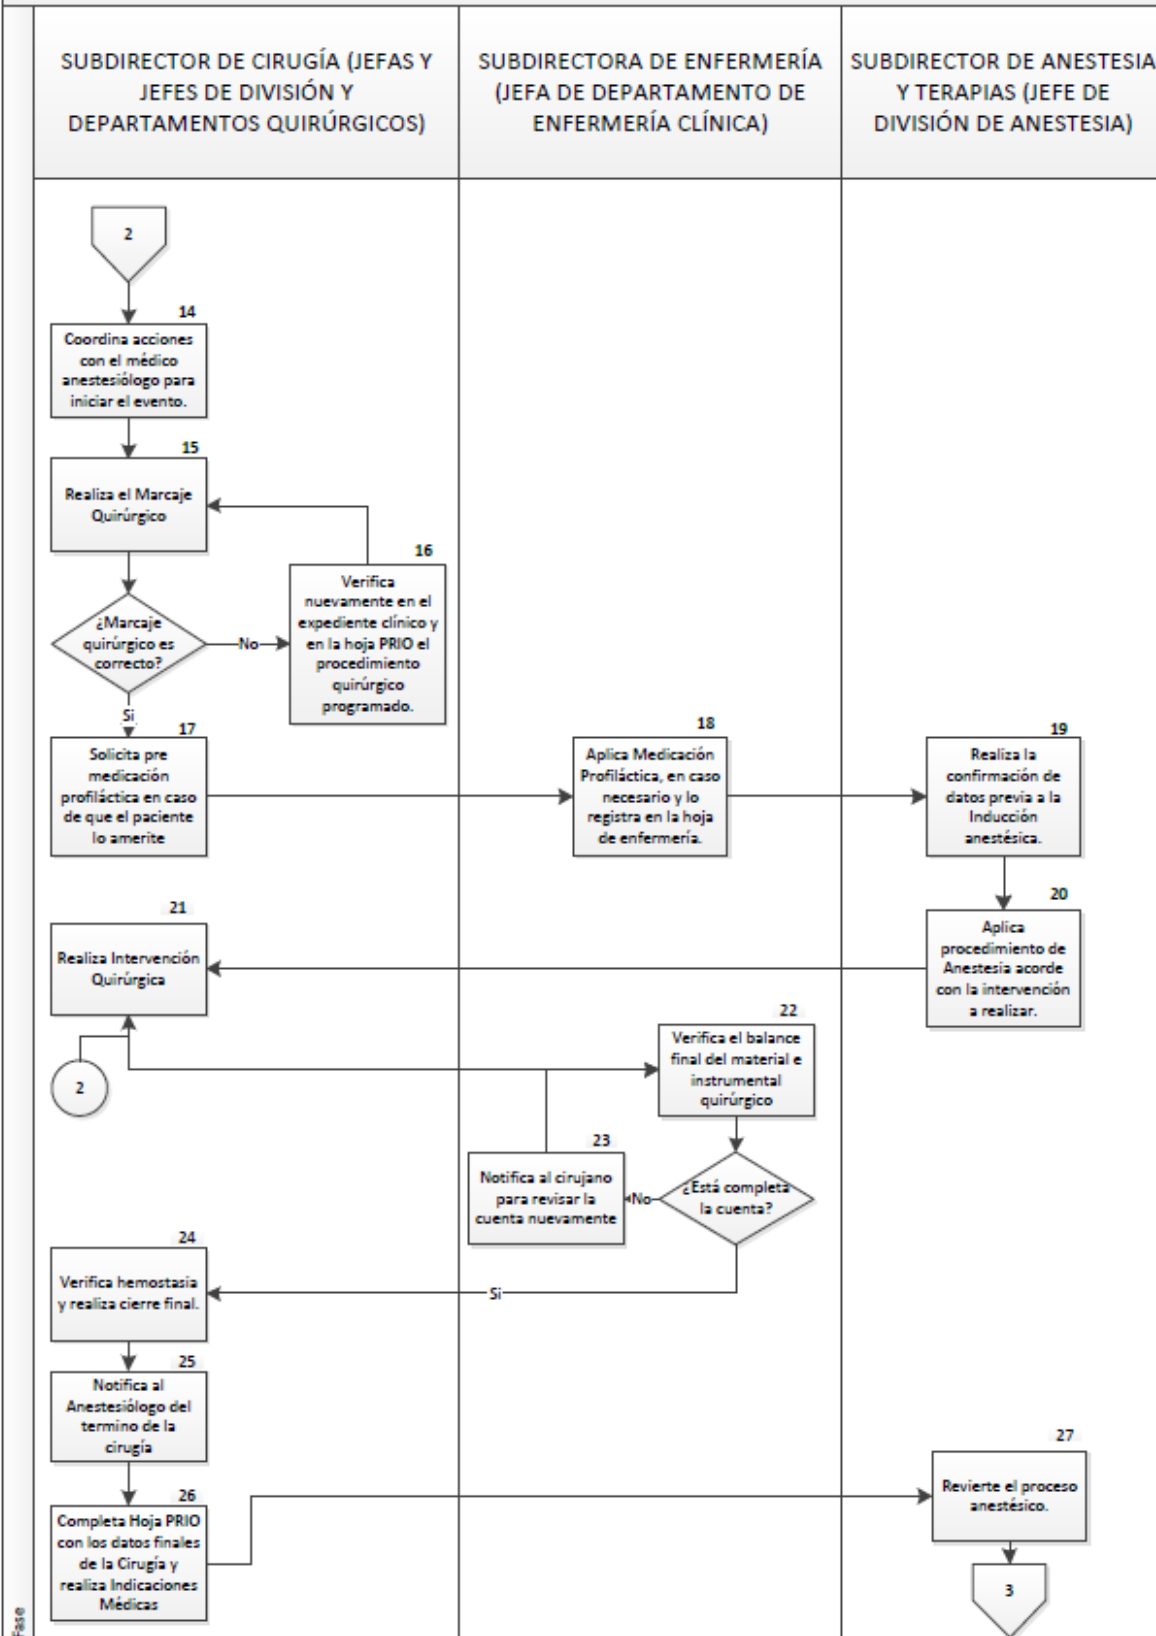 SUBDIRECTOR DE CIRUGÍA (JEFAS Y
JEFES DE DIVISIÓN Y
DEPARTAMENTOS QUIRÚRGICOS)
SUBDIRECTORA DE ENFERMERÍA
(JEFA DE DEPARTAMENTO DE
ENFERMERÍA CLÍNICA)
SUBDIRECTOR DE ANESTESIA
Y TERAPIAS (JEFE DE
DIVISIÓN DE ANESTESIA)
2
14
Coordina acciones
con el médico
anestesiólogo para
iniciar el evento.
15
Realiza el Marcaje
Quirúrgico
16
Verifica
nuevamente en el
expediente clínico y
en la hoja PRIO el
procedimiento
quirúrgico
programado.
¿Marcaje
quirúrgico es
correcto?
No
Si
17
Solicita pre
medicación
profiláctica en caso
de que el paciente
lo amerite
18
Aplica Medicación
Profiláctica, en caso
necesario y lo
registra en la hoja
de enfermería.
19
Realiza la
confirmación de
datos previa a la
Inducción
anestésica.
20
Aplica
procedimiento de
Anestesia acorde
con la intervención
a realizar.
21
Realiza Intervención
Quirúrgica
2
22
Verifica el balance
final del material e
instrumental
quirúrgico
23
Notifica al cirujano
para revisar la
cuenta nuevamente
No
¿Está completa
la cuenta?
Si
24
Verifica hemostasia
y realiza cierre final.
25
Notifica al
Anestesiólogo del
termino de la
cirugía
26
Completa Hoja PRIO
con los datos finales
de la Cirugía y
realiza Indicaciones
Médicas
27
Revierte el proceso
anestésico.
3
Fase